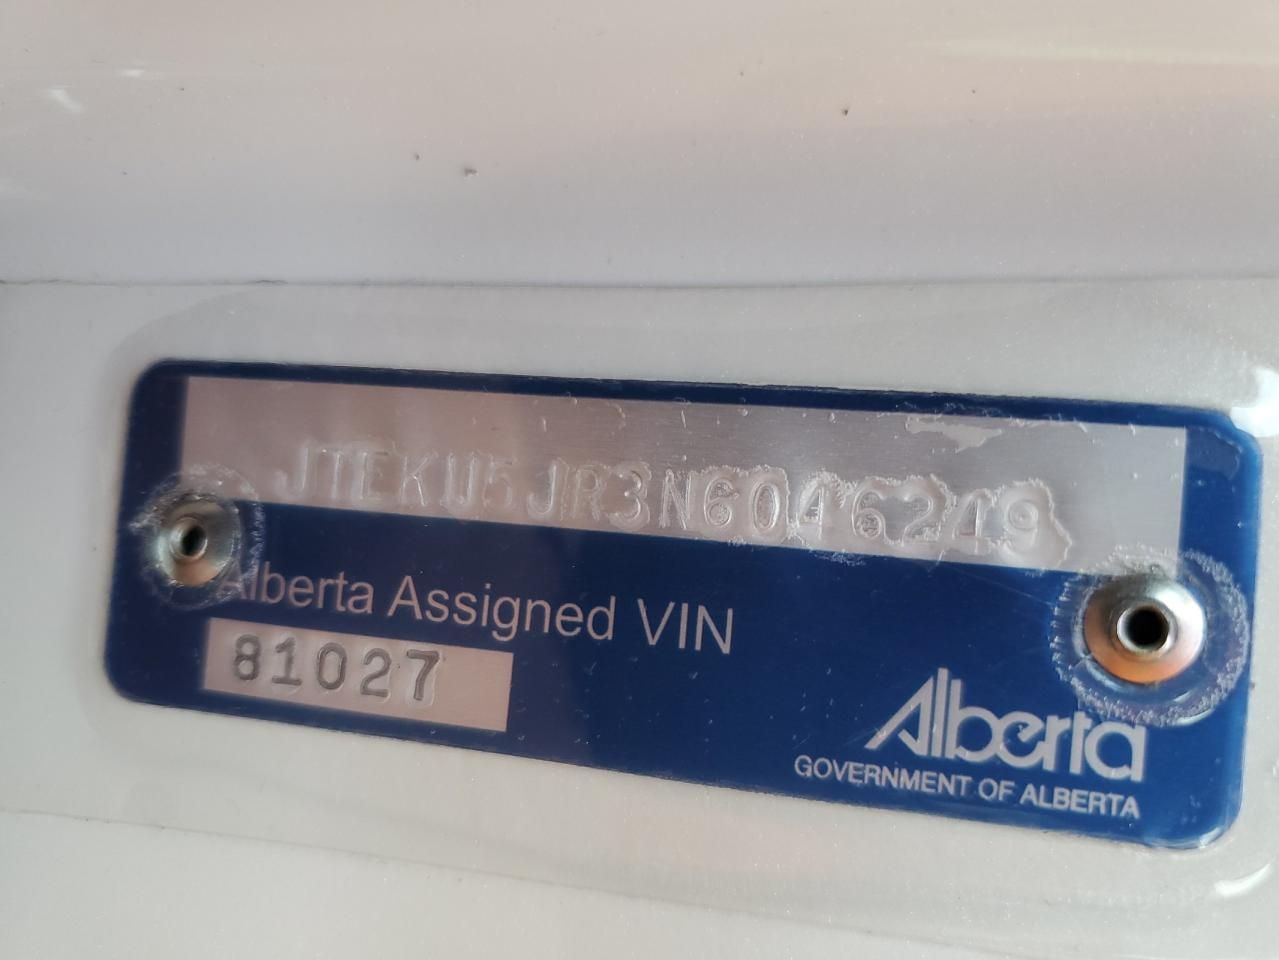 JTEKU5JR3N6046249
Alberta Assigned VIN
81027
Alberta
GOVERNMENT OF ALBERTA